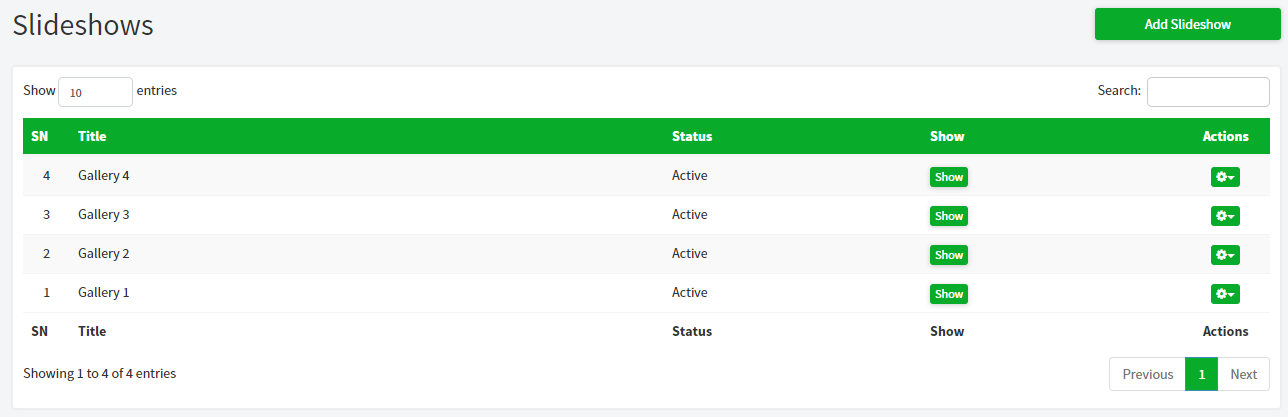 Slideshows
Add Slideshow
Show 10 entries
Search:
SN Title Status Show Actions
4 Gallery 4 Active Show
3 Gallery 3 Active Show
2 Gallery 2 Active Show
1 Gallery 1 Active Show
SN Title Status Show Actions
Showing 1 to 4 of 4 entries
Previous 1 Next